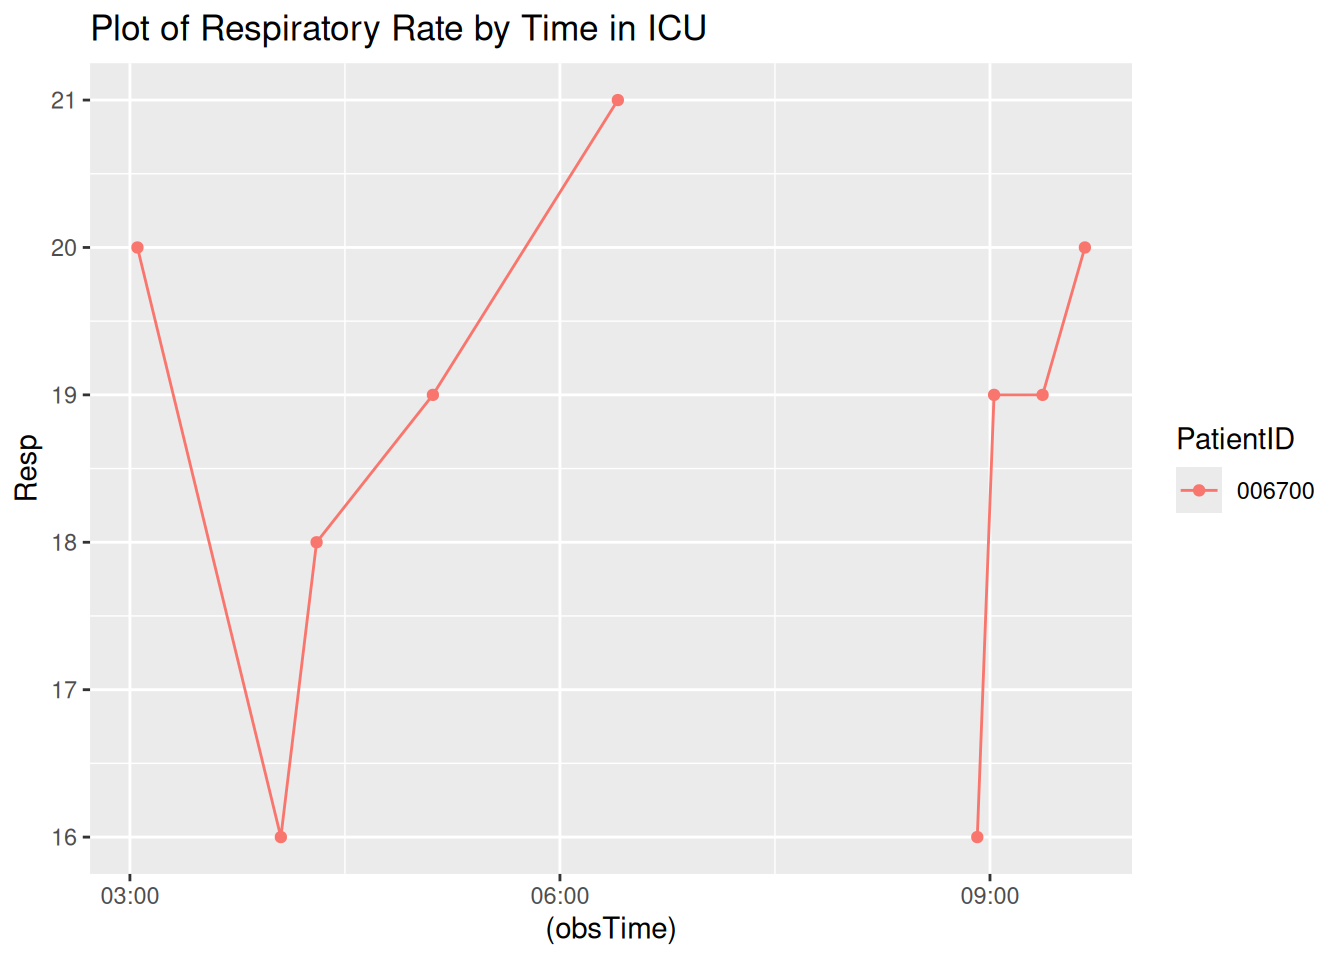 Plot of Respiratory Rate by Time in ICU
21
20
19
18
17
16
Resp
03:00 06:00 09:00
(obsTime)
PatientID
006700